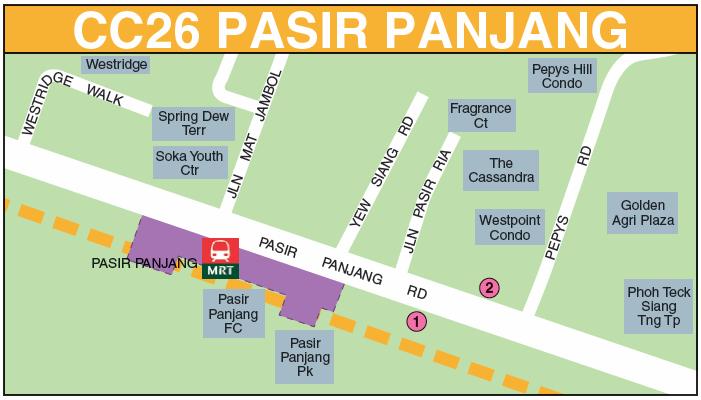 CC26 PASIR PANJANG
Westridge
WESTRIDGE WALK
JLN MAT JAMBOL
Spring Dew
Terr
Soka Youth
Ctr
YEW SIANG RD
Fragrance
Ct
JLN PASIR RIA
Pepys Hill
Condo
The
Cassandra
Westpoint
Condo
PEPYS RD
Golden
Agri Plaza
Phoh Teck
Siang
Tng Tp
PASIR PANJANG RD
PASIR PANJANG
MRT
Pasir
Panjang
FC
Pasir
Panjang
Pk
1
2